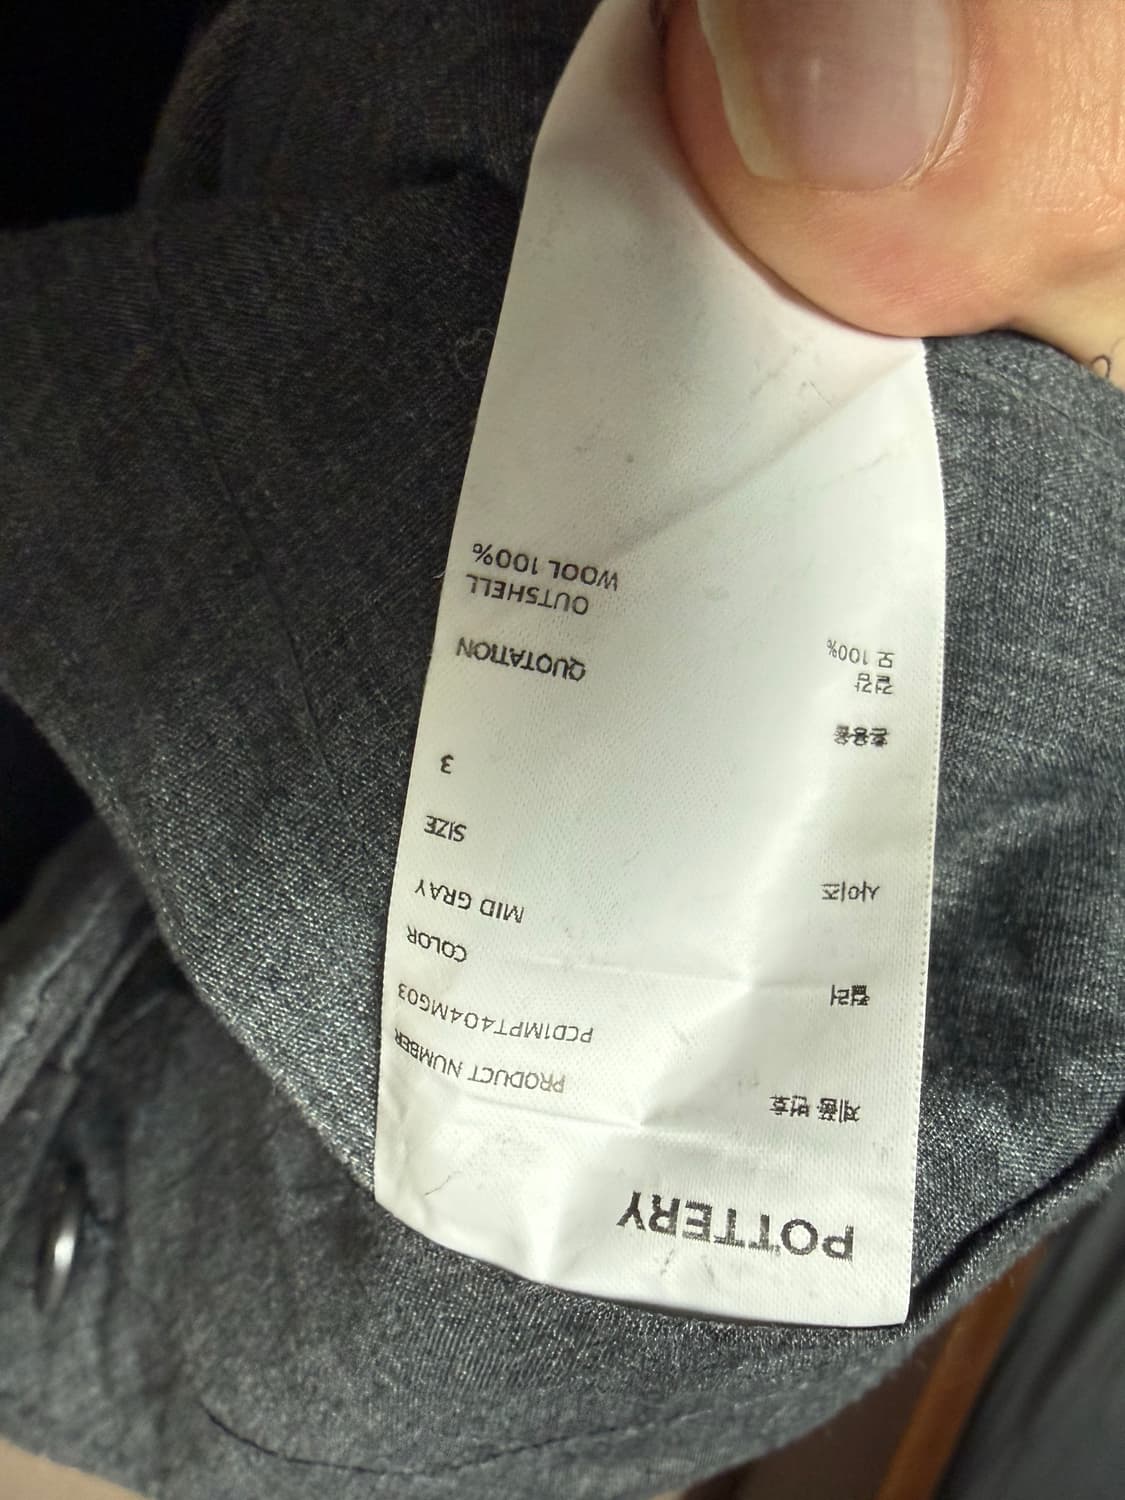 POTTERY
제품 번호
PRODUCT NUMBER
PCD1MPT404MG03
컬러
COLOR
MID GRAY
사이즈
SIZE
3
혼용율
QUOTATION
겉감
모 100%
OUTSHELL
WOOL 100%